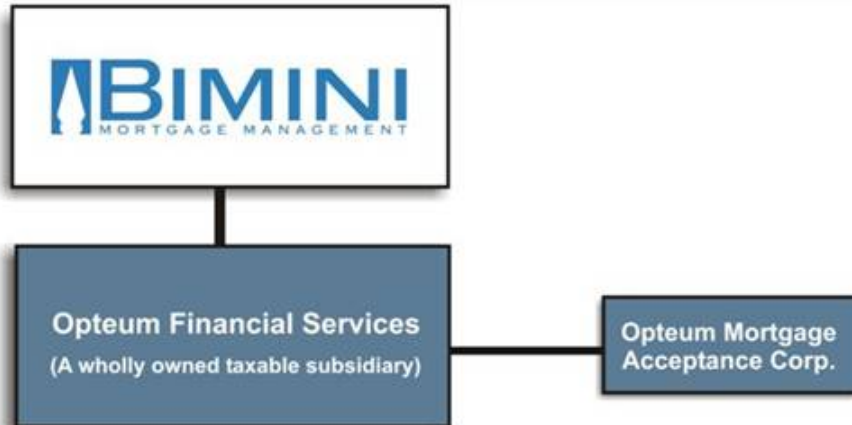 BIMINI
MORTGAGE MANAGEMENT
Opteum Financial Services
(A wholly owned taxable subsidiary)
Opteum Mortgage
Acceptance Corp.